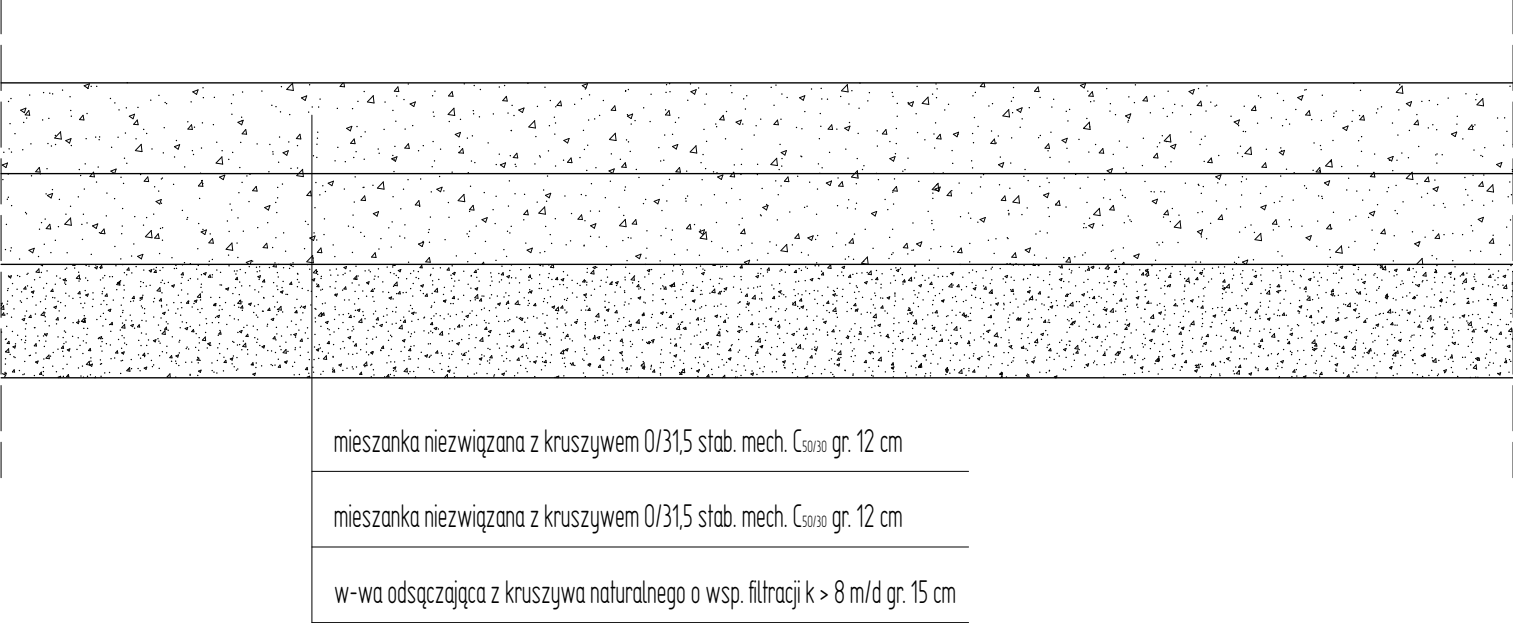 mieszanka niezwiązana z kruszywem 0/31,5 stab. mech. C50/30 gr. 12 cm
mieszanka niezwiązana z kruszywem 0/31,5 stab. mech. C50/30 gr. 12 cm
w-wa odsączająca z kruszywa naturalnego o wsp. filtracji k > 8 m/d gr. 15 cm